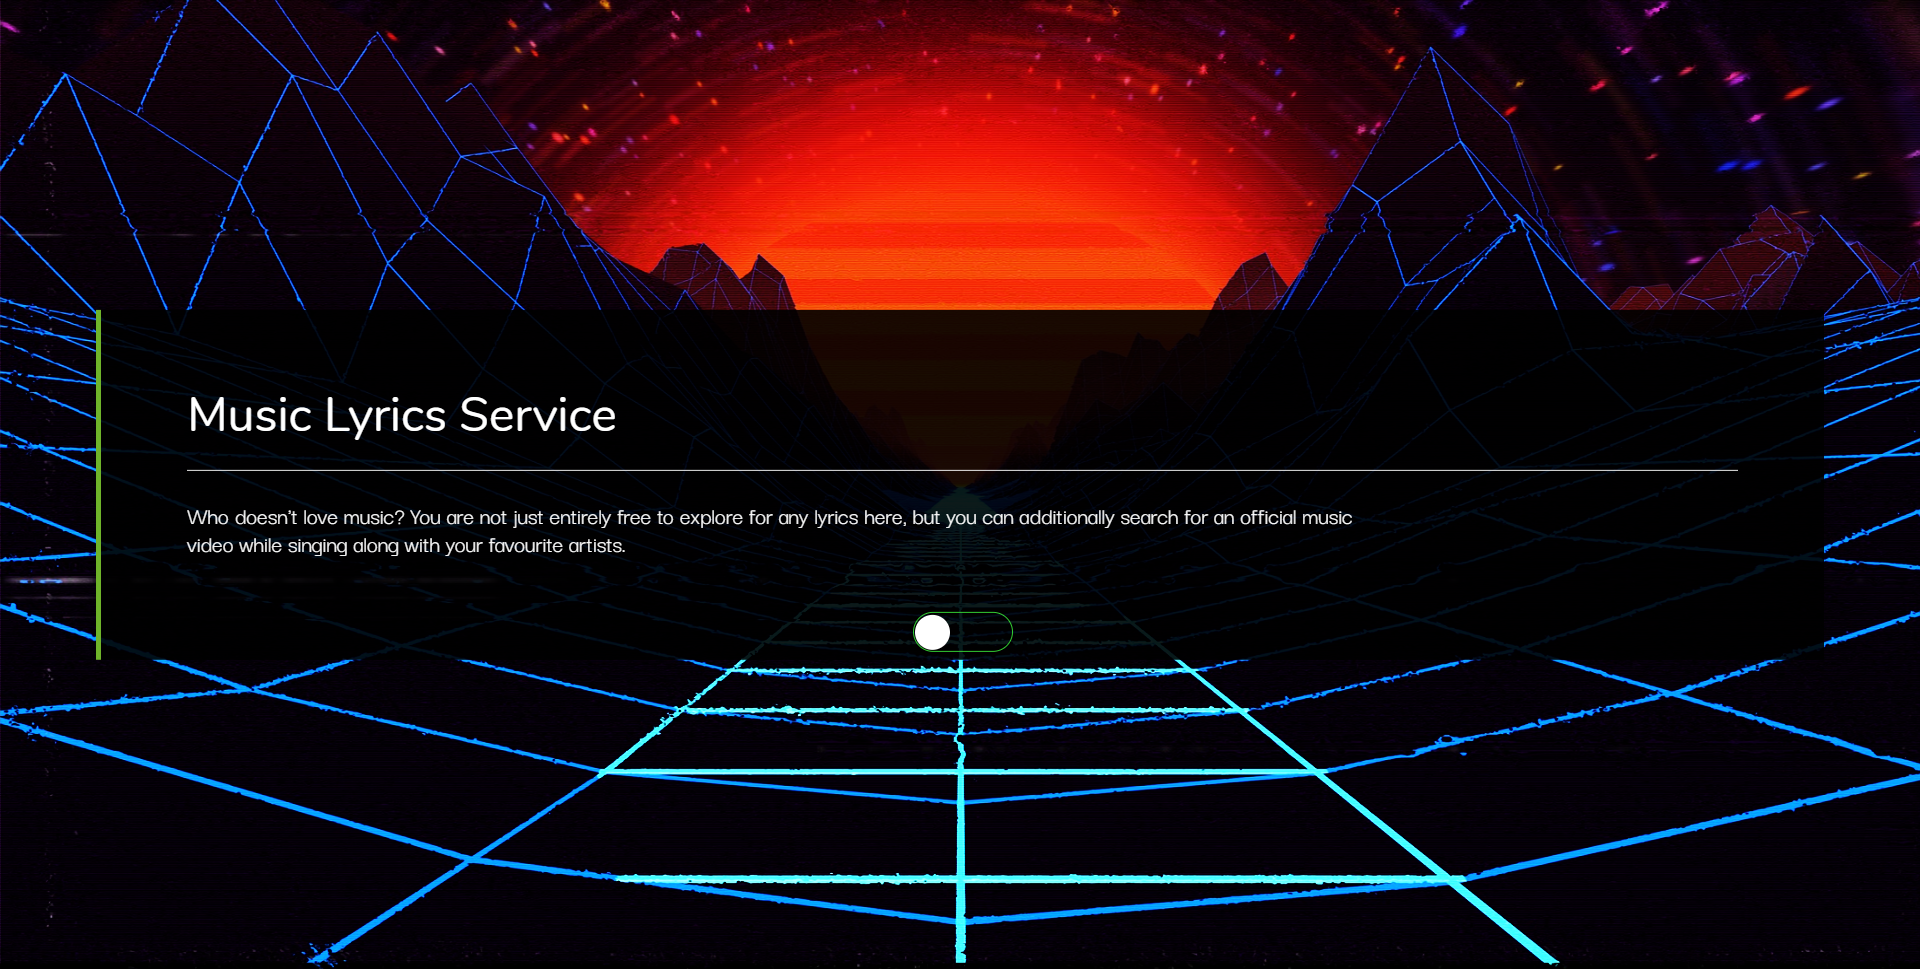 Music Lyrics Service
Who doesn't love music? You are not just entirely free to explore for any lyrics here, but you can additionally search for an official music
video while singing along with your favourite artists.